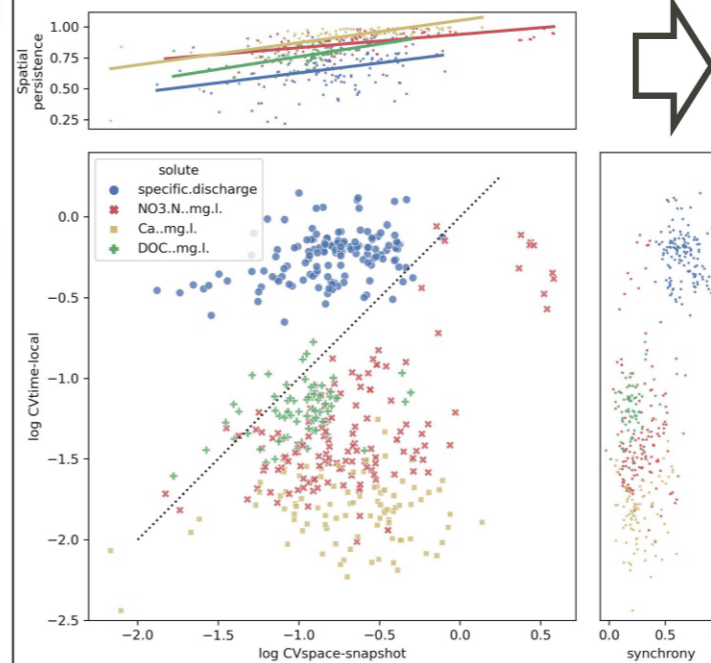 Spatial
persistence
1.00
0.75
0.50
0.25
solute
specific.discharge
NO3.N..mg.l.
Ca..mg.l.
DOC..mg.l.
log CVtime-local
0.0
−0.5
−1.0
−1.5
−2.0
−2.5
−2.0
−1.5
−1.0
−0.5
0.0
0.5
log CVspace-snapshot
0.0
0.5
synchrony